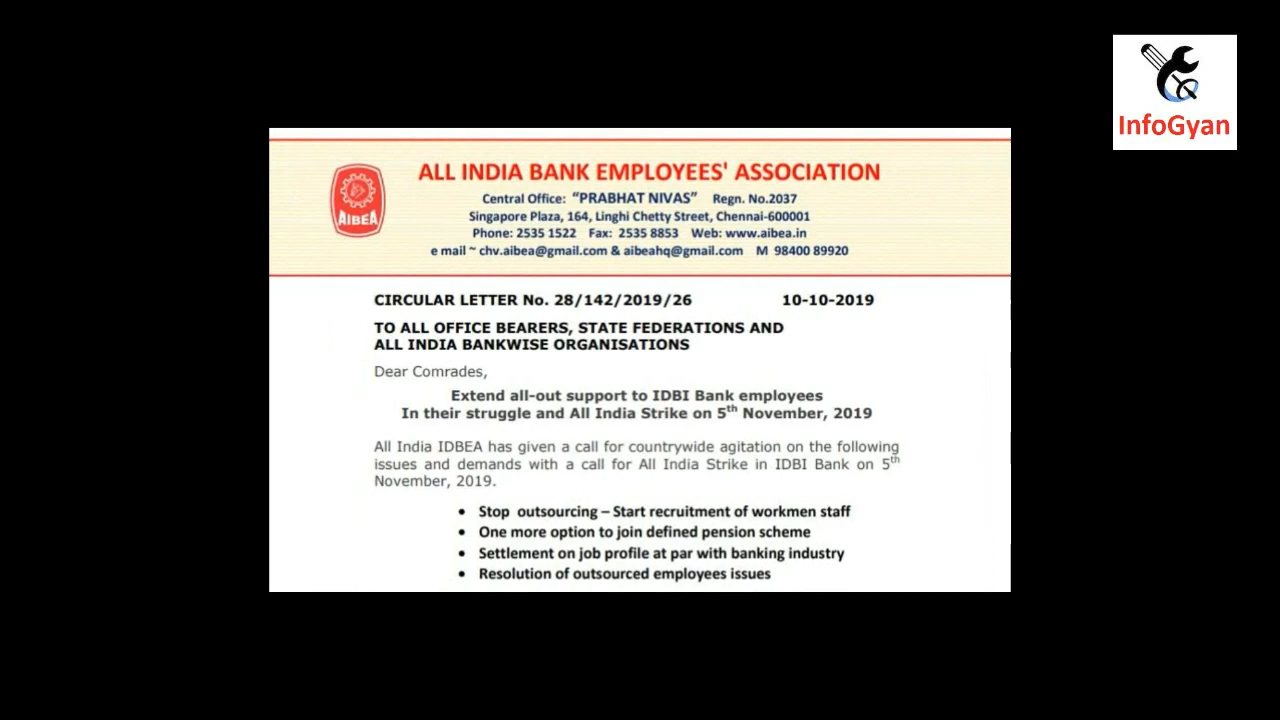 InfoGyan
ALL INDIA BANK EMPLOYEES' ASSOCIATION
AIBEA
Central Office: “PRABHAT NIVAS” Regn. No.2037
Singapore Plaza, 164, Linghi Chetty Street, Chennai-600001
Phone: 2535 1522 Fax: 2535 8853 Web: www.aibea.in
e mail ~ chv.aibea@gmail.com & aibeahq@gmail.com M 98400 89920
CIRCULAR LETTER No. 28/142/2019/26 10-10-2019
TO ALL OFFICE BEARERS, STATE FEDERATIONS AND
ALL INDIA BANKWISE ORGANISATIONS
Dear Comrades,
Extend all-out support to IDBI Bank employees
In their struggle and All India Strike on 5th November, 2019
All India IDBEA has given a call for countrywide agitation on the following
issues and demands with a call for All India Strike in IDBI Bank on 5th
November, 2019.
• Stop outsourcing – Start recruitment of workmen staff
• One more option to join defined pension scheme
• Settlement on job profile at par with banking industry
• Resolution of outsourced employees issues